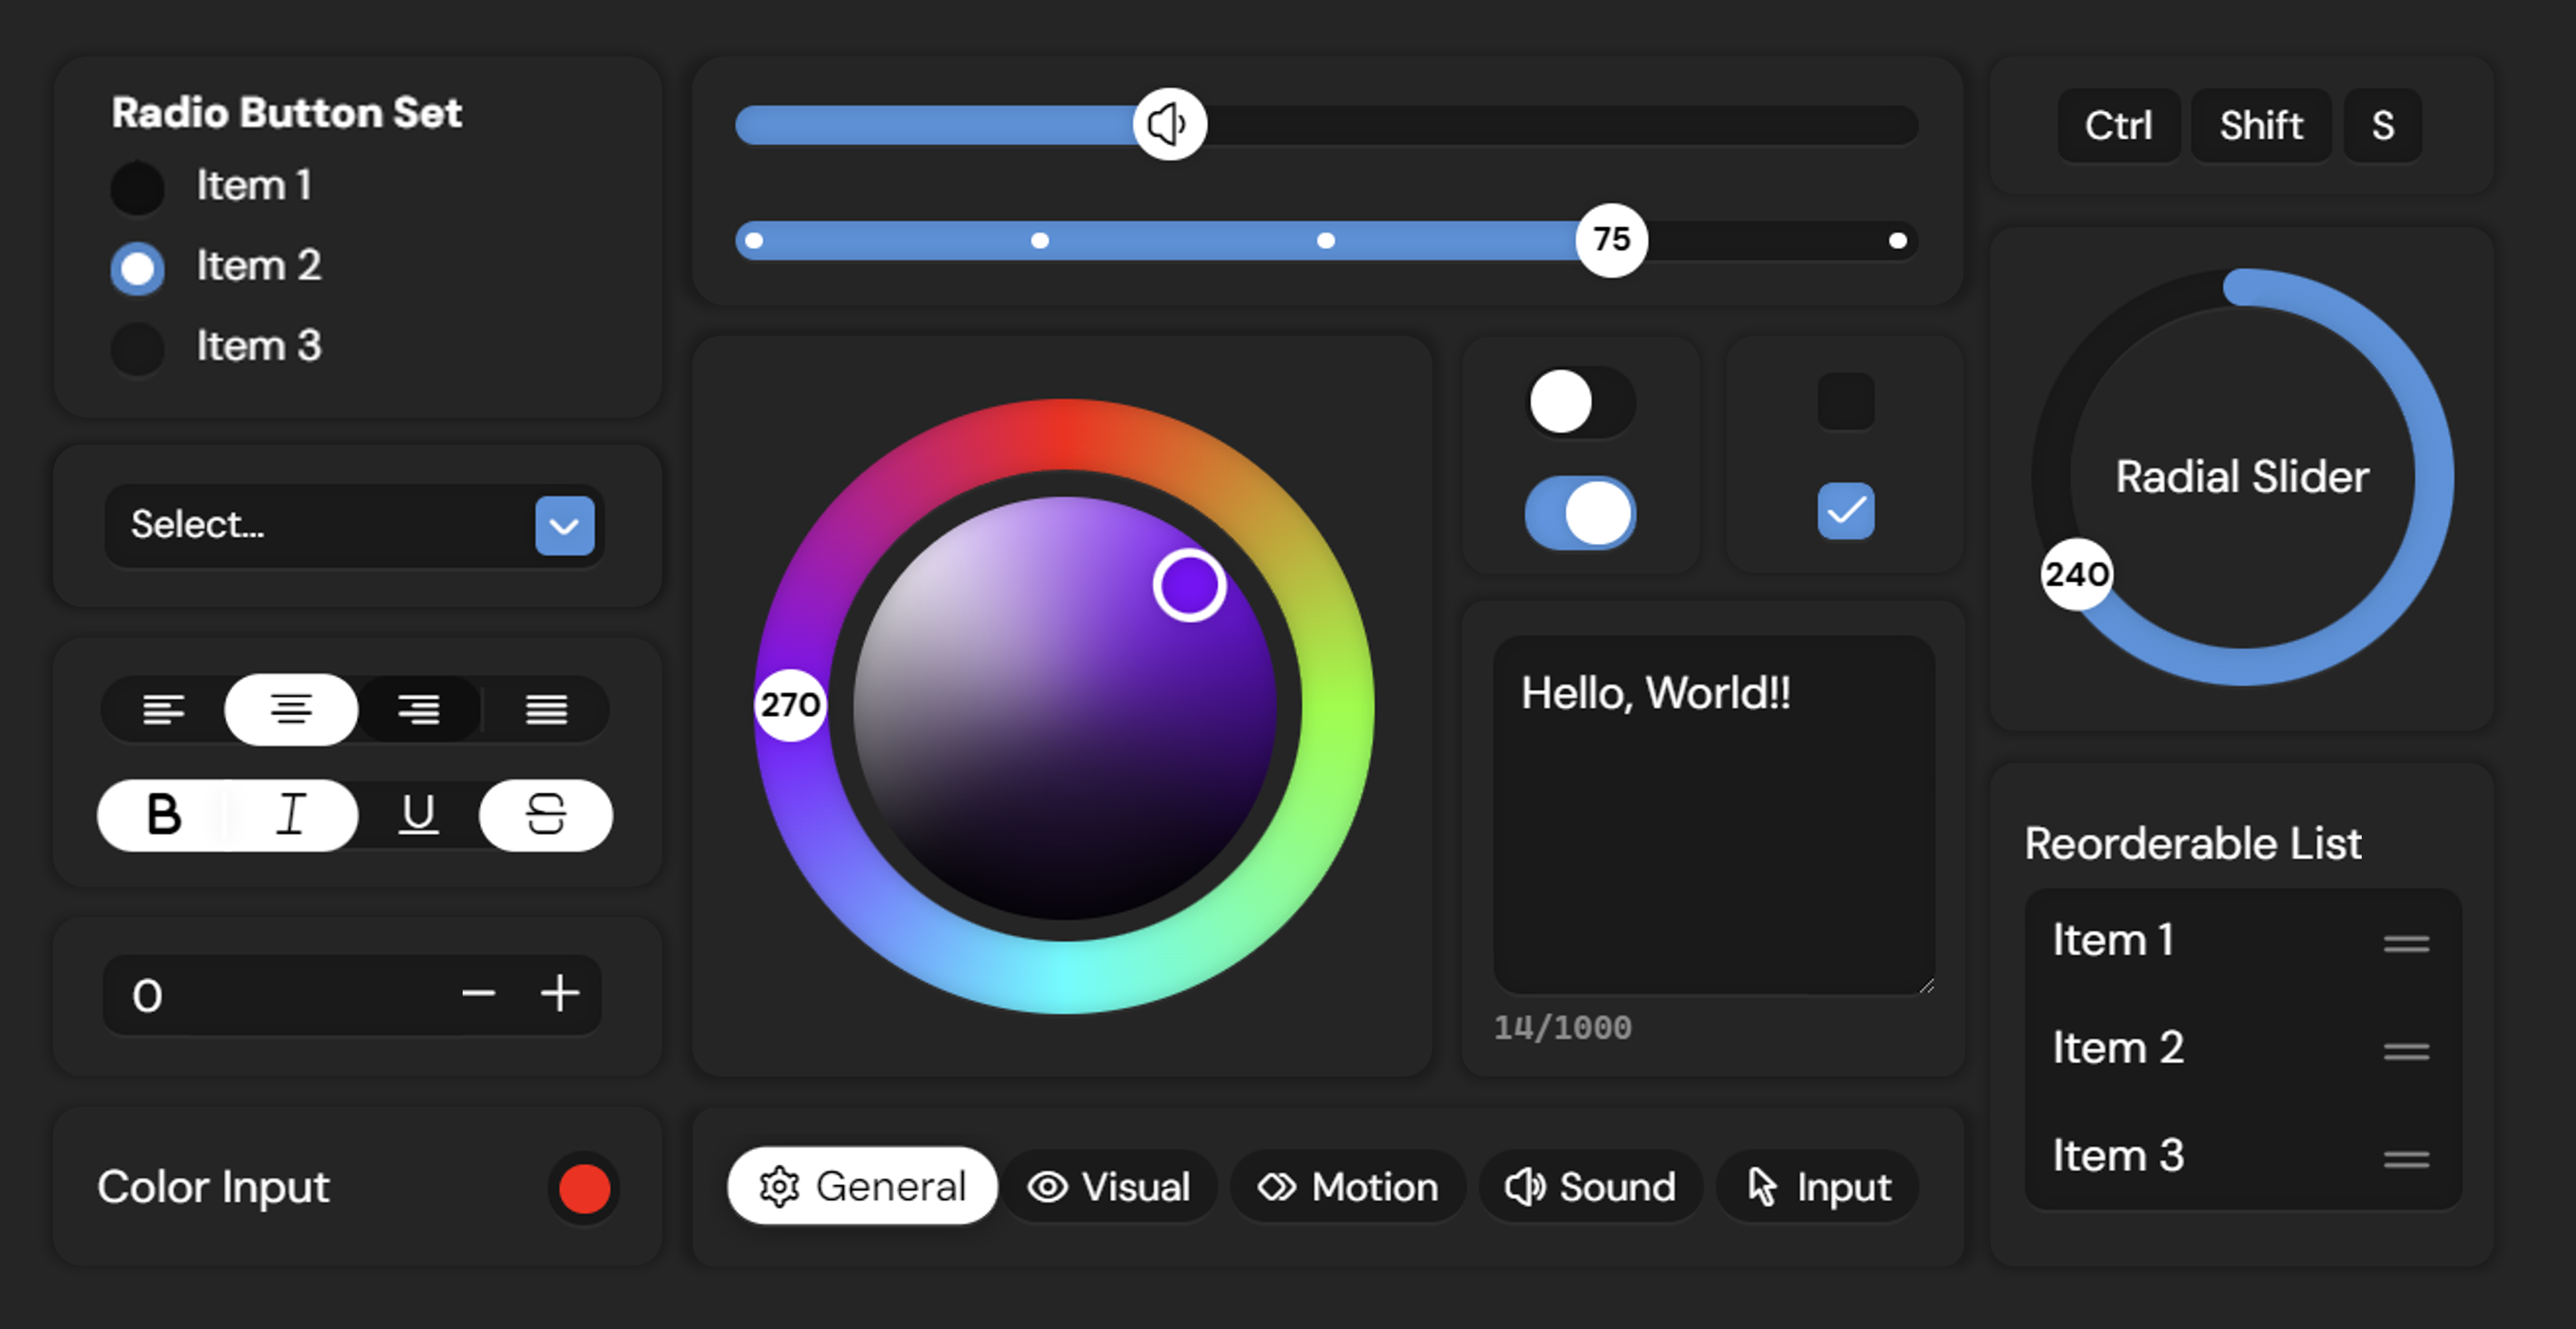 Radio Button Set
Item 1
Item 2
Item 3
Select...
B I U S
0
Color Input
75
270
Hello, World!!
14/1000
General Visual Motion Sound Input
Ctrl Shift S
Radial Slider
240
Reorderable List
Item 1
Item 2
Item 3